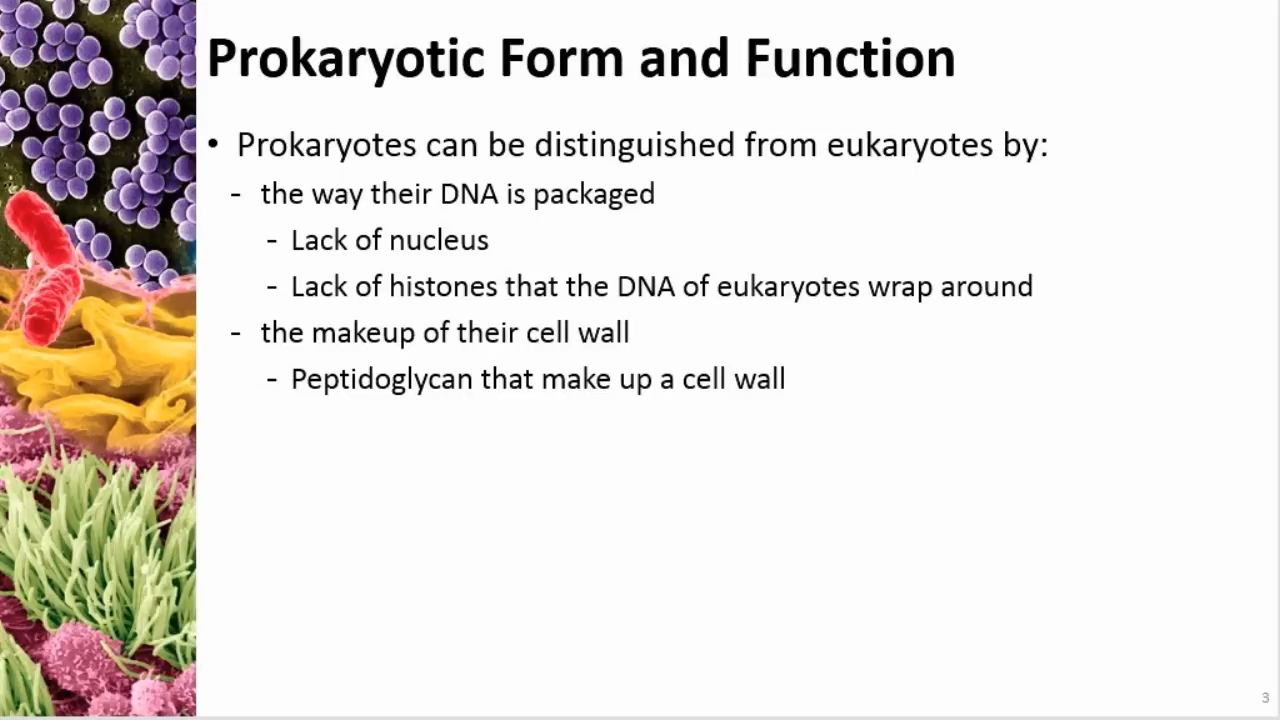 Prokaryotic Form and Function
• Prokaryotes can be distinguished from eukaryotes by:
- the way their DNA is packaged
- Lack of nucleus
- Lack of histones that the DNA of eukaryotes wrap around
- the makeup of their cell wall
- Peptidoglycan that make up a cell wall
3